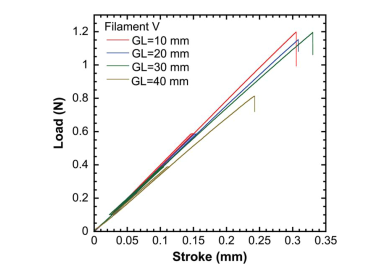 Filament V
GL=10 mm
GL=20 mm
GL=30 mm
GL=40 mm
1.2
1
0.8
0.6
0.4
0.2
0
Load (N)
0 0.05 0.1 0.15 0.2 0.25 0.3 0.35
Stroke (mm)